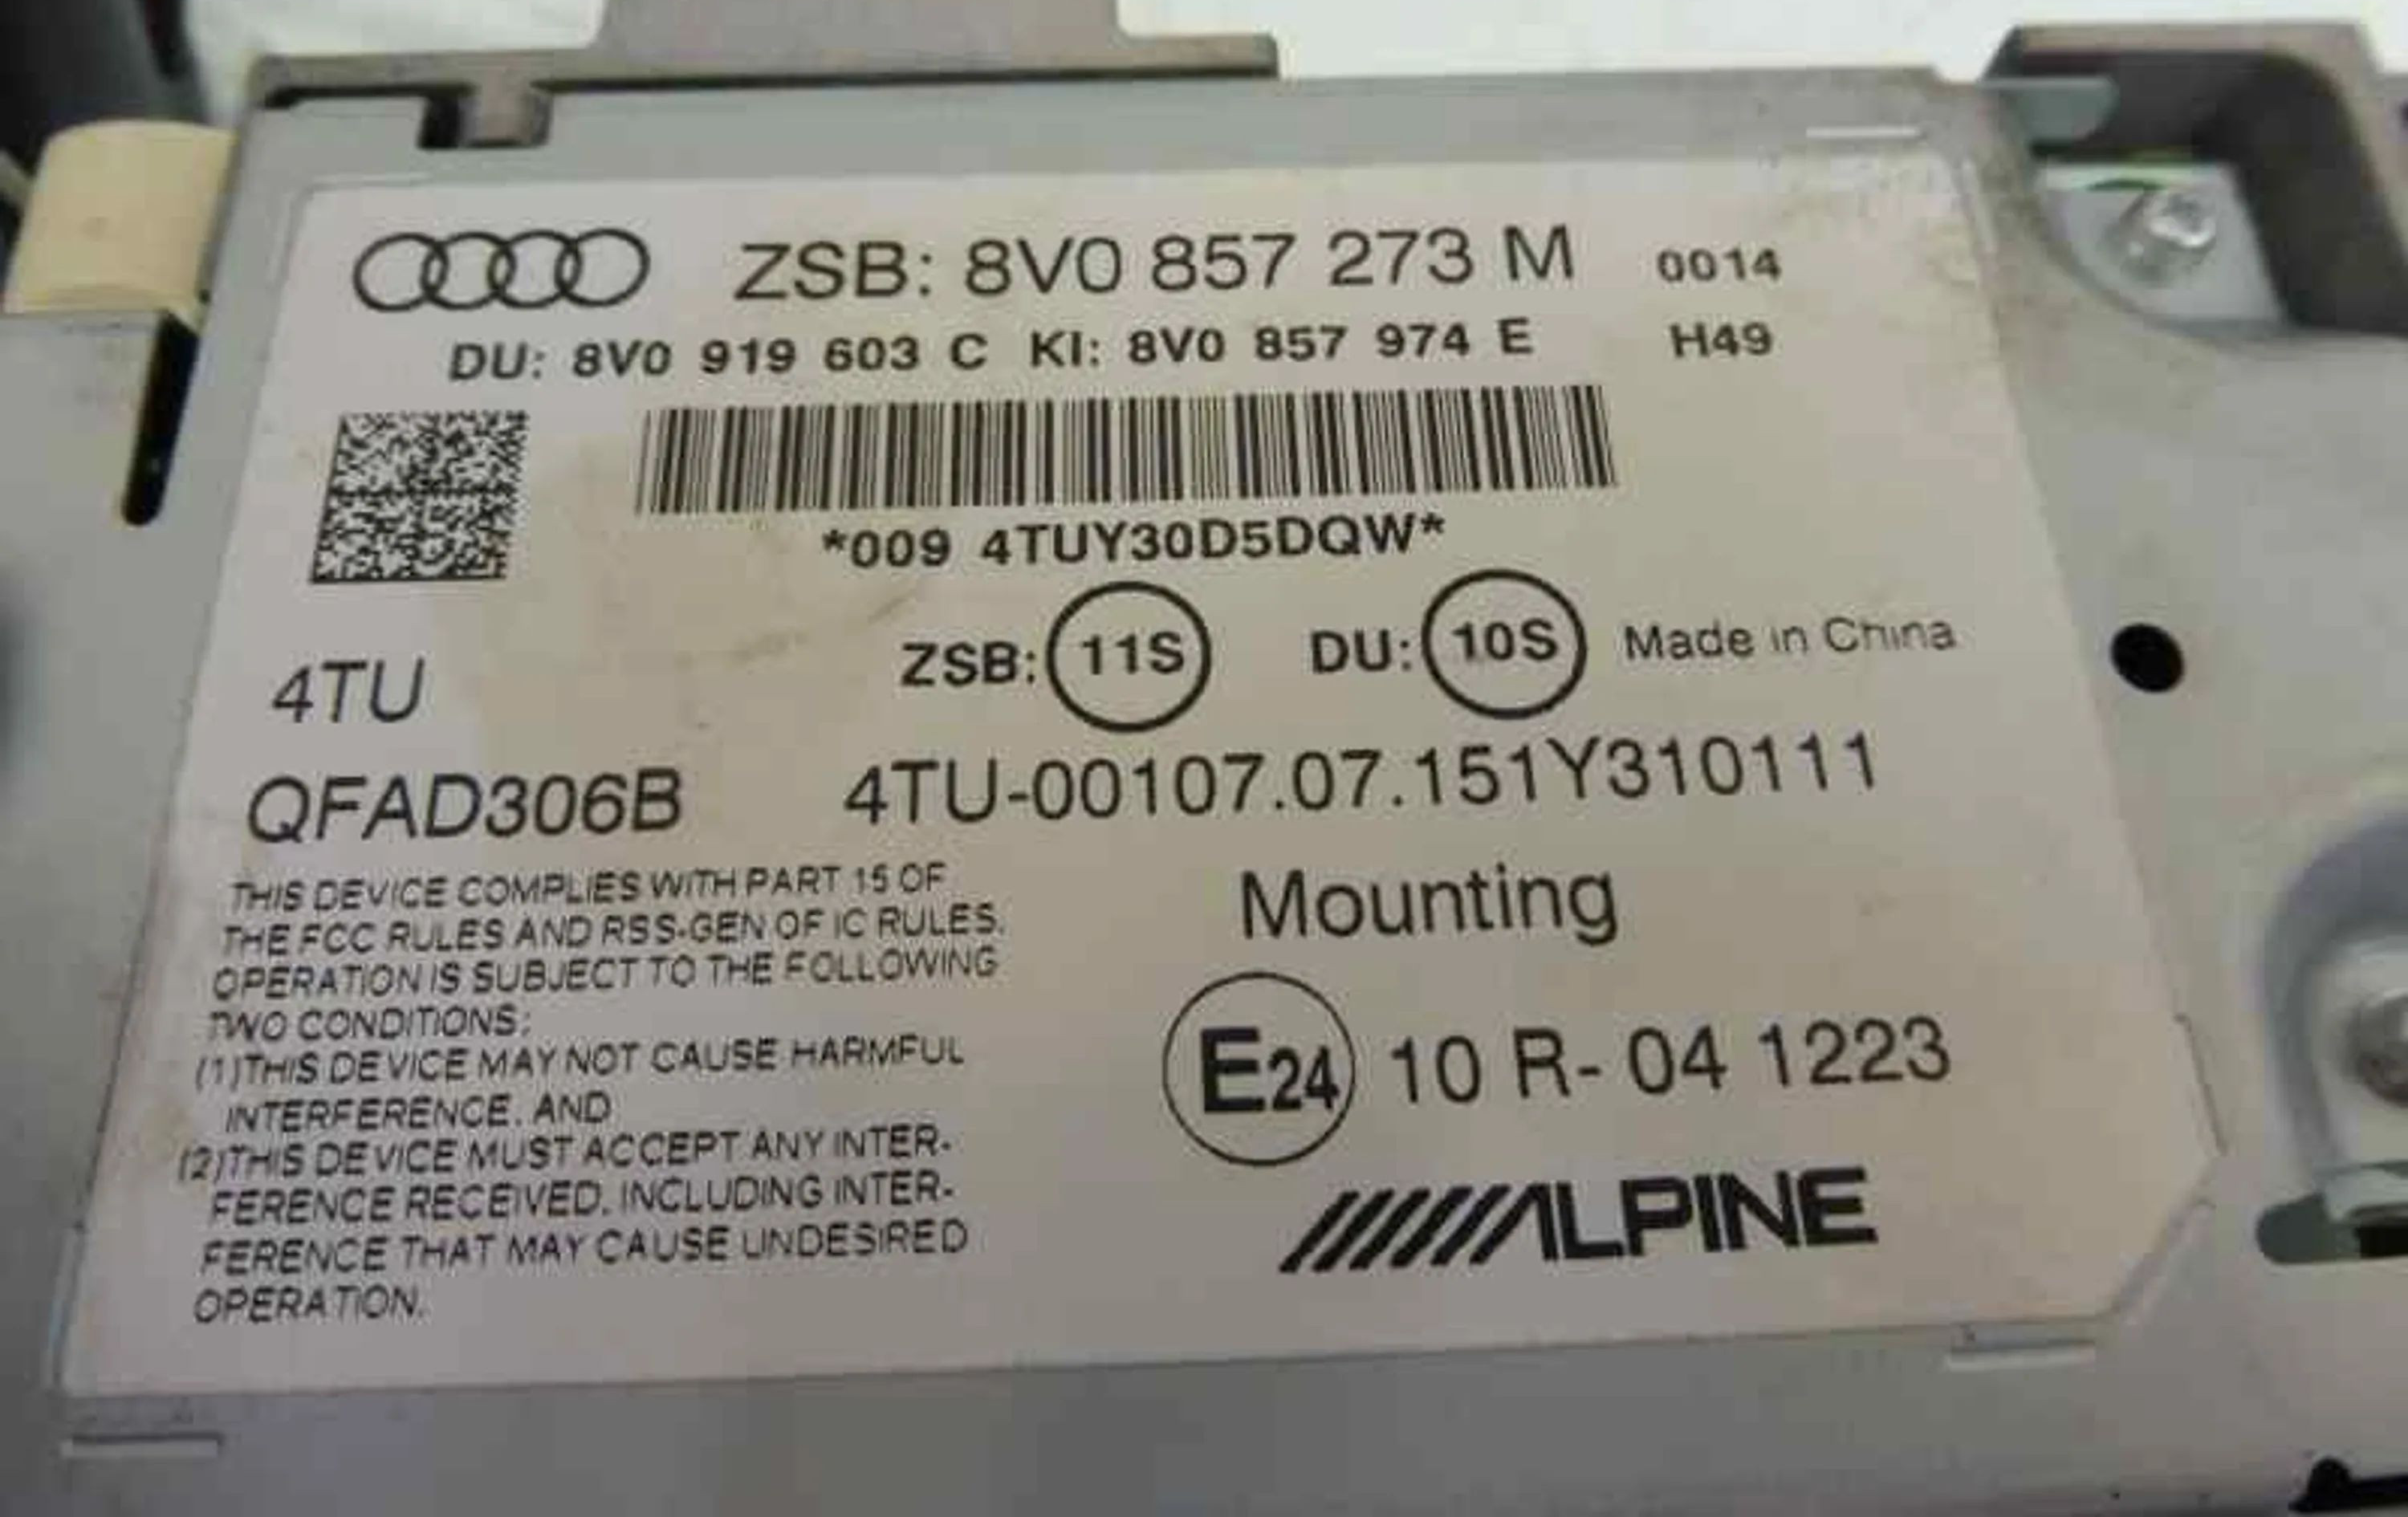 ZSB: 8V0 857 273 M 0014
DU: 8V0 919 603 C KI: 8V0 857 974 E H49
*009 4TUY30D5DQW*
ZSB: 11S DU: 10S Made in China
4TU
QFAD306B 4TU-00107.07.151Y310111
THIS DEVICE COMPLIES WITH PART 15 OF
THE FCC RULES AND RSS-GEN OF IC RULES.
OPERATION IS SUBJECT TO THE FOLLOWING
TWO CONDITIONS:
(1)THIS DEVICE MAY NOT CAUSE HARMFUL
INTERFERENCE, AND
(2)THIS DEVICE MUST ACCEPT ANY INTER-
FERENCE RECEIVED, INCLUDING INTER-
FERENCE THAT MAY CAUSE UNDESIRED
OPERATION.
Mounting
E24 10 R- 04 1223
ALPINE